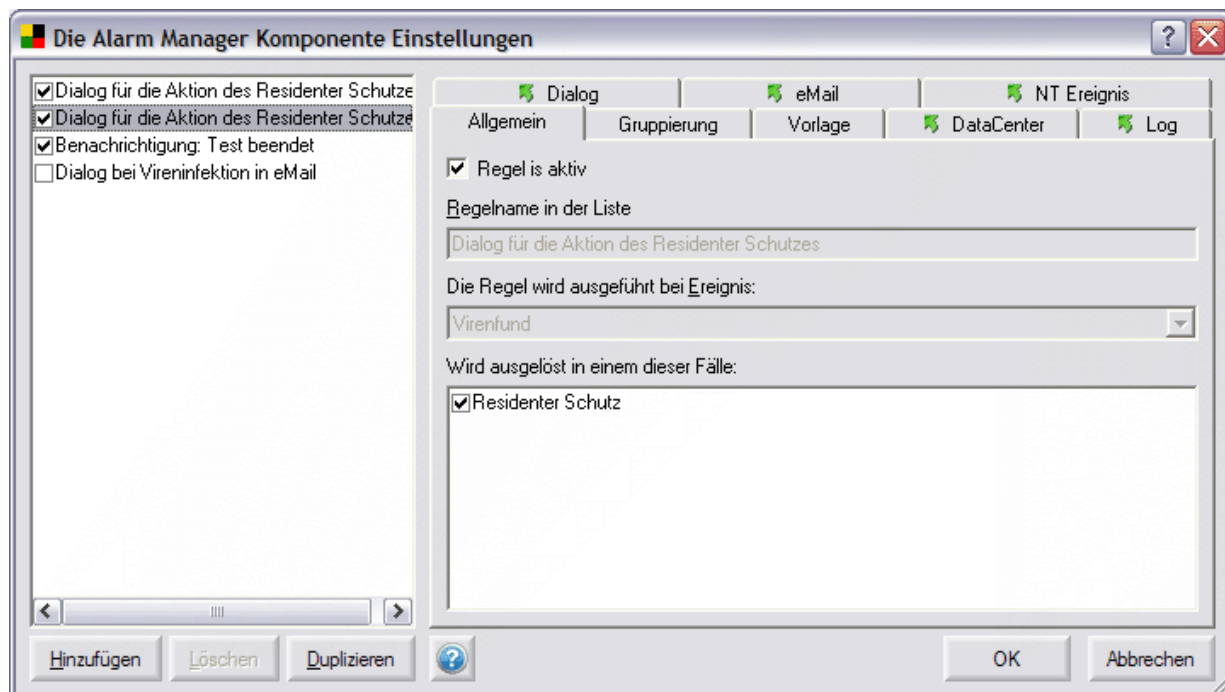 Die Alarm Manager Komponente Einstellungen
Dialog für die Aktion des Residenter Schutze
Dialog für die Aktion des Residenter Schutze
Benachrichtigung: Test beendet
Dialog bei Vireninfektion in eMail
Dialog
eMail
NT Ereignis
Allgemein
Gruppierung
Vorlage
DataCenter
Log
Regel is aktiv
Regelname in der Liste
Dialog für die Aktion des Residenter Schutzes
Die Regel wird ausgeführt bei Ereignis:
Virenfund
Wird ausgelöst in einem dieser Fälle:
Residenter Schutz
Hinzufügen
Löschen
Duplizieren
OK
Abbrechen